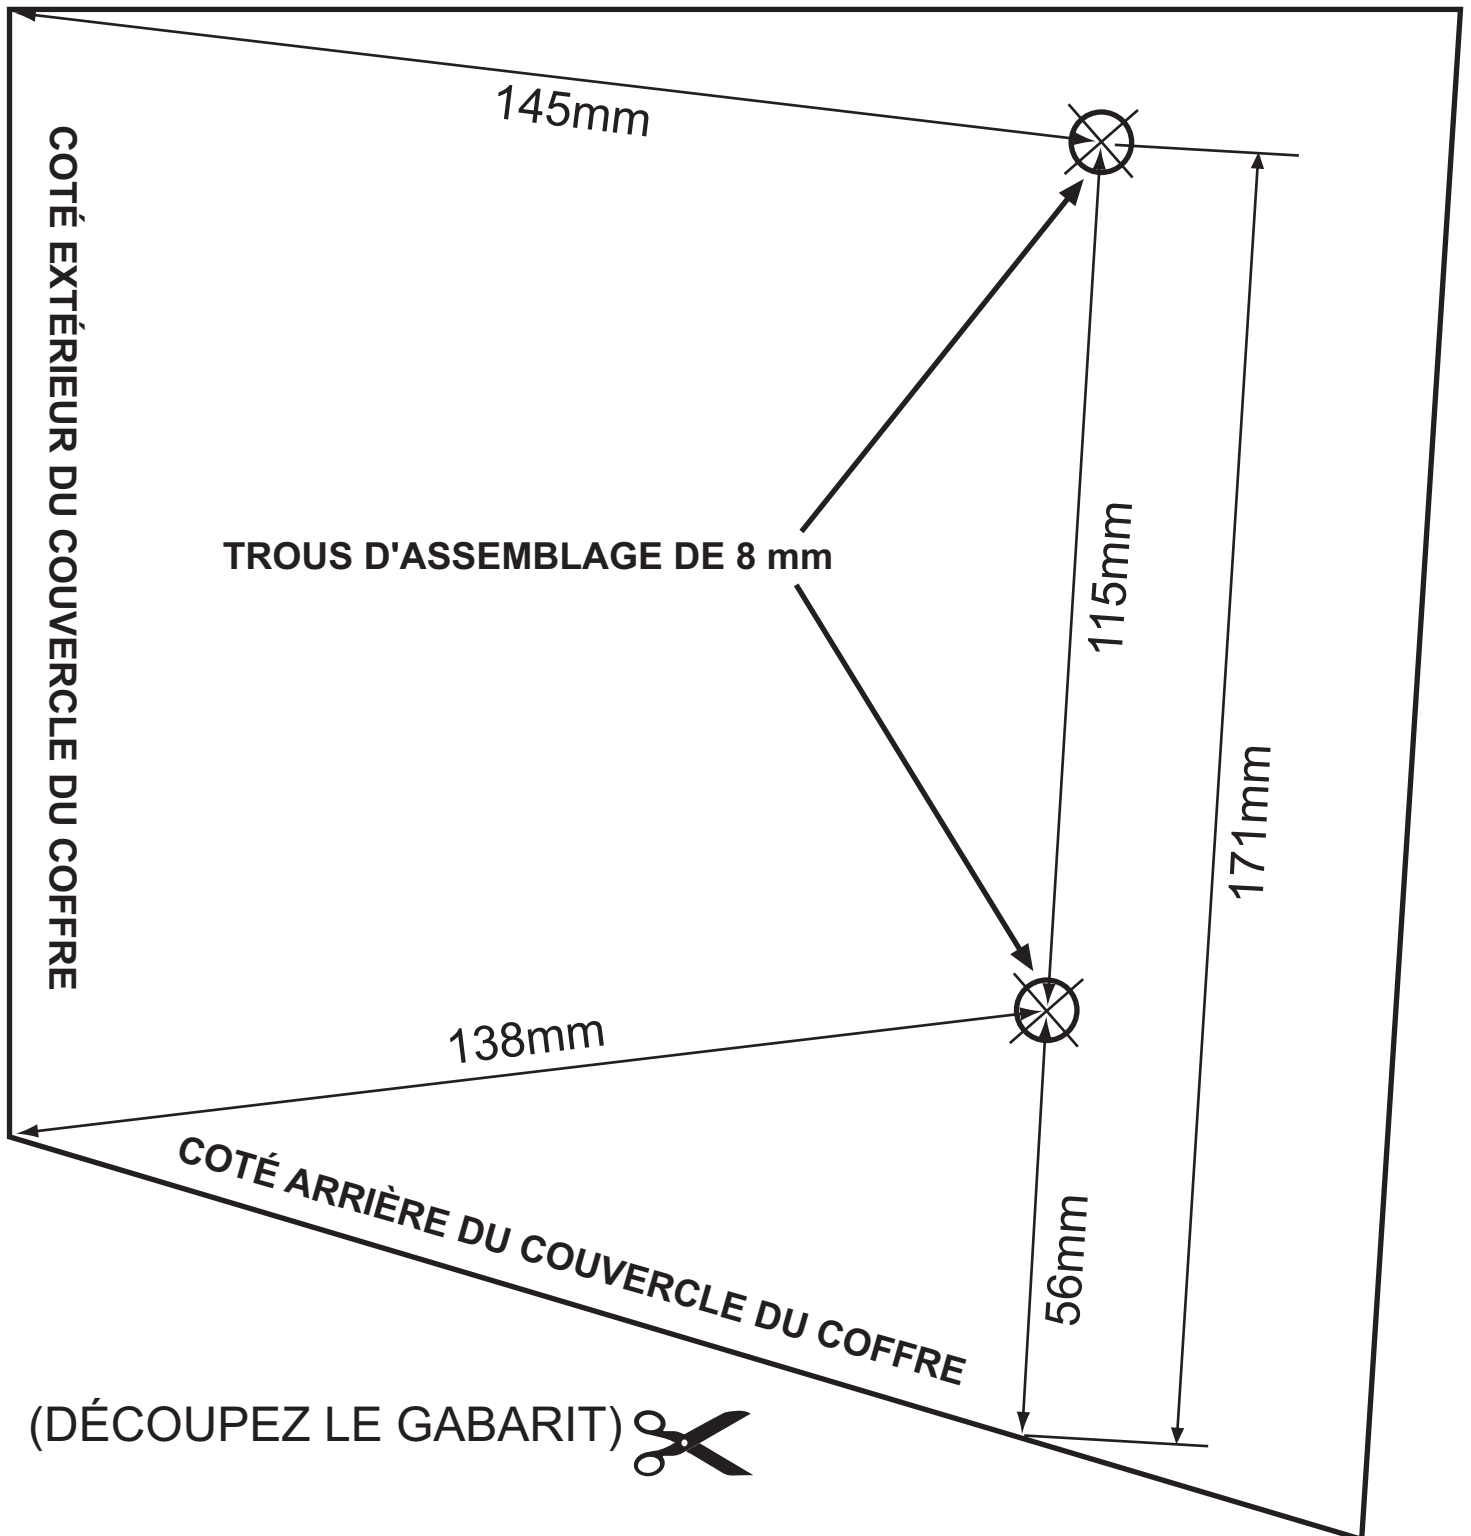 145mm
COTÉ EXTÉRIEUR DU COUVERCLE DU COFFRE
TROUS D'ASSEMBLAGE DE 8 mm
115mm
171mm
138mm
COTÉ ARRIÈRE DU COUVERCLE DU COFFRE
56mm
(DÉCOUPEZ LE GABARIT)